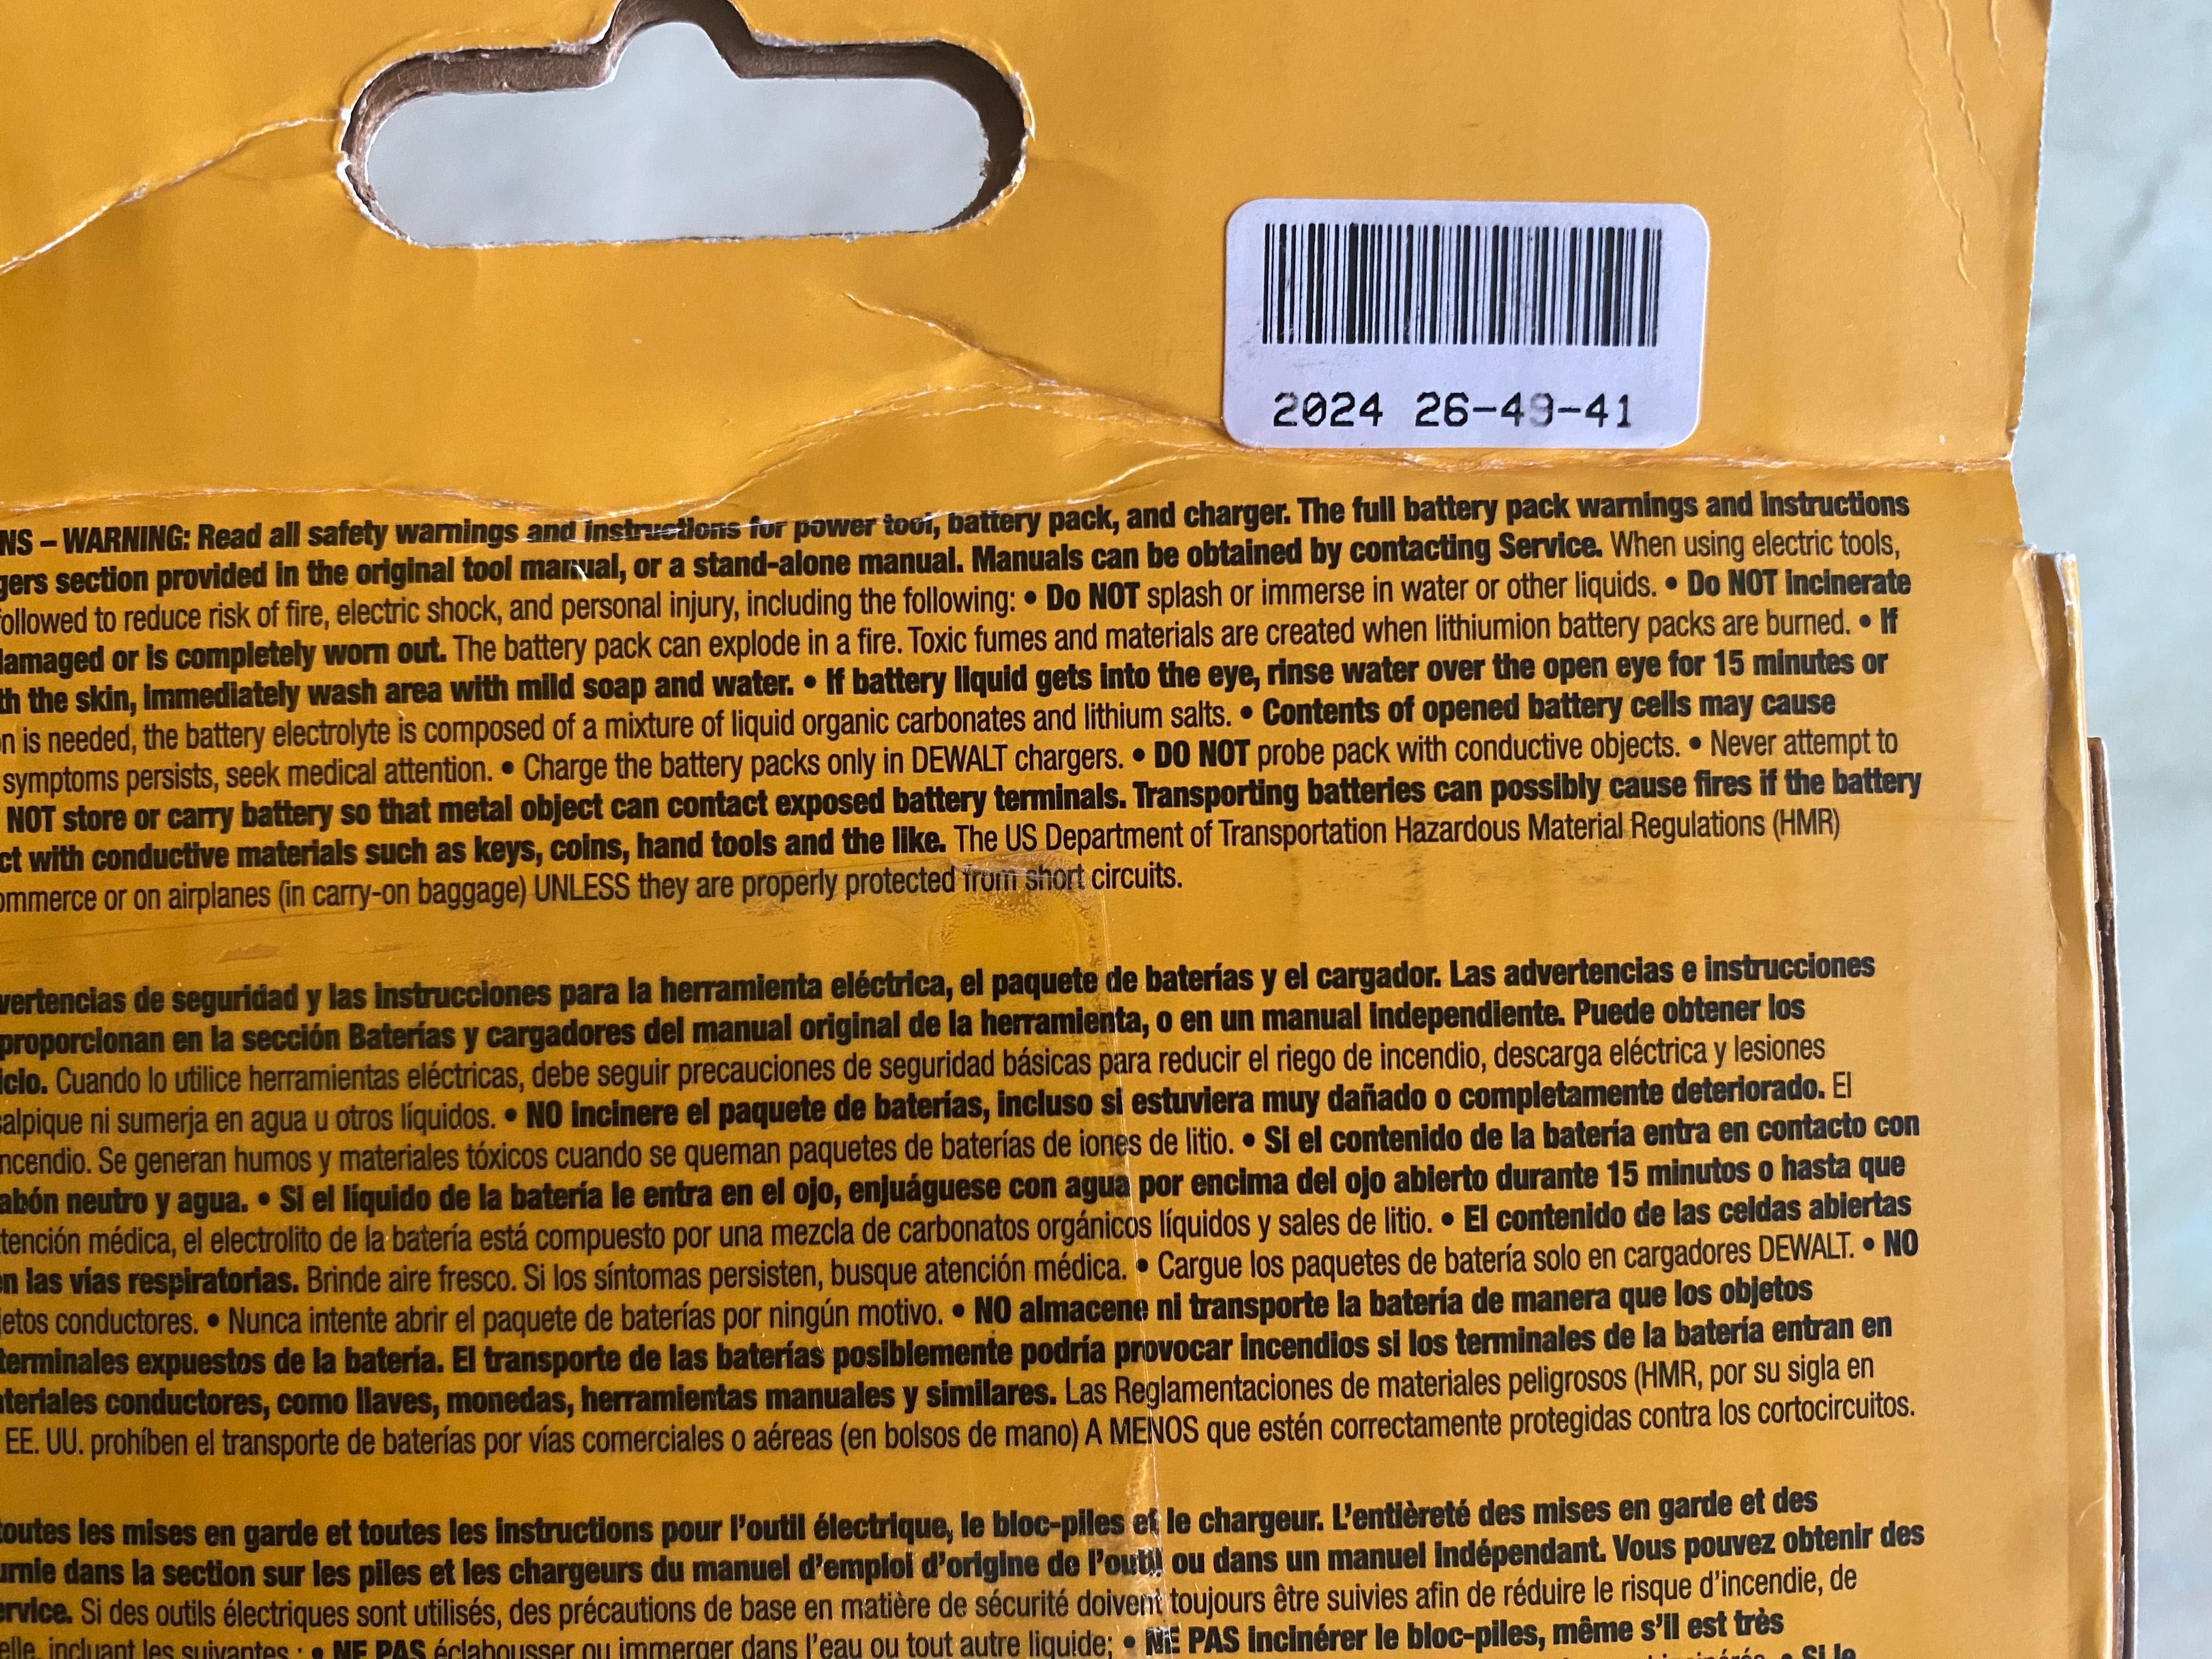 2024 26-49-41
NS – WARNING: Read all safety warnings and instructions for power tool, battery pack, and charger. The full battery pack warnings and instructions
gers section provided in the original tool manual, or a stand-alone manual. Manuals can be obtained by contacting Service. When using electric tools,
ollowed to reduce risk of fire, electric shock, and personal injury, including the following: • Do NOT splash or immerse in water or other liquids. • Do NOT incinerate
amaged or is completely worn out. The battery pack can explode in a fire. Toxic fumes and materials are created when lithiumion battery packs are burned. • If
th the skin, immediately wash area with mild soap and water. • If battery liquid gets into the eye, rinse water over the open eye for 15 minutes or
n is needed, the battery electrolyte is composed of a mixture of liquid organic carbonates and lithium salts. • Contents of opened battery cells may cause
symptoms persists, seek medical attention. • Charge the battery packs only in DEWALT chargers. • DO NOT probe pack with conductive objects. • Never attempt to
NOT store or carry battery so that metal object can contact exposed battery terminals. Transporting batteries can possibly cause fires if the battery
ct with conductive materials such as keys, coins, hand tools and the like. The US Department of Transportation Hazardous Material Regulations (HMR)
ommerce or on airplanes (in carry-on baggage) UNLESS they are properly protected from short circuits.
vertencias de seguridad y las instrucciones para la herramienta eléctrica, el paquete de baterías y el cargador. Las advertencias e instrucciones
proporcionan en la sección Baterías y cargadores del manual original de la herramienta, o en un manual independiente. Puede obtener los
icio. Cuando lo utilice herramientas eléctricas, debe seguir precauciones de seguridad básicas para reducir el riego de incendio, descarga eléctrica y lesiones
salpique ni sumerja en agua u otros líquidos. • NO incinere el paquete de baterías, incluso si estuviera muy dañado o completamente deteriorado. El
ncendio. Se generan humos y materiales tóxicos cuando se queman paquetes de baterías de iones de litio. • Si el contenido de la batería entra en contacto con
abón neutro y agua. • Si el líquido de la batería le entra en el ojo, enjuáguese con agua por encima del ojo abierto durante 15 minutos o hasta que
tención médica, el electrolito de la batería está compuesto por una mezcla de carbonatos orgánicos líquidos y sales de litio. • El contenido de las celdas abiertas
n las vías respiratorias. Brinde aire fresco. Si los síntomas persisten, busque atención médica. • Cargue los paquetes de batería solo en cargadores DEWALT. • NO
jetos conductores. • Nunca intente abrir el paquete de baterías por ningún motivo. • NO almacene ni transporte la batería de manera que los objetos
terminales expuestos de la batería. El transporte de las baterías posiblemente podría provocar incendios si los terminales de la batería entran en
ateriales conductores, como llaves, monedas, herramientas manuales y similares. Las Reglamentaciones de materiales peligrosos (HMR, por su sigla en
EE. UU. prohíben el transporte de baterías por vías comerciales o aéreas (en bolsos de mano) A MENOS que estén correctamente protegidas contra los cortocircuitos.
toutes les mises en garde et toutes les instructions pour l'outil électrique, le bloc-piles et le chargeur. L'entièreté des mises en garde et des
urnie dans la section sur les piles et les chargeurs du manuel d'emploi d'origine de l'outil ou dans un manuel indépendant. Vous pouvez obtenir des
ervice. Si des outils électriques sont utilisés, des précautions de base en matière de sécurité doivent toujours être suivies afin de réduire le risque d'incendie, de
elle, incluant les suivantes : • NE PAS éclabousser ou immerger dans l'eau ou tout autre liquide; • NE PAS incinérer le bloc-piles, même s'il est très
• Si le